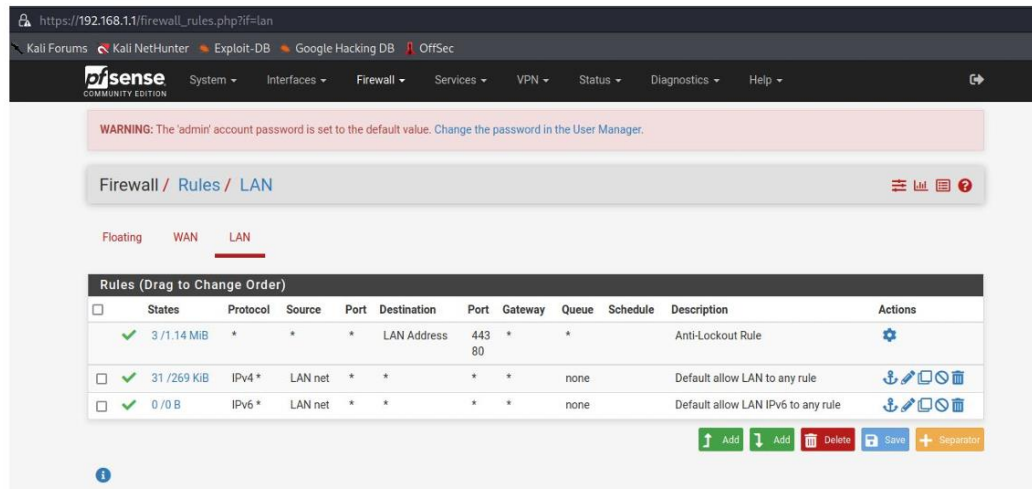 https://192.168.1.1/firewall_rules.php?if=lan
Kali Forums Kali NetHunter Exploit-DB Google Hacking DB OffSec
pfsense System Interfaces Firewall Services VPN Status Diagnostics Help
COMMUNITY EDITION
WARNING: The 'admin' account password is set to the default value. Change the password in the User Manager.
Firewall / Rules / LAN
Floating WAN LAN
Rules (Drag to Change Order)
States Protocol Source Port Destination Port Gateway Queue Schedule Description Actions
3 /1.14 MiB * * * LAN Address 443 * * Anti-Lockout Rule
80
31 /269 KiB IPv4 * LAN net * * * * none Default allow LAN to any rule
0 /0 B IPv6 * LAN net * * * * none Default allow LAN IPv6 to any rule
Add Add Delete Save Separator